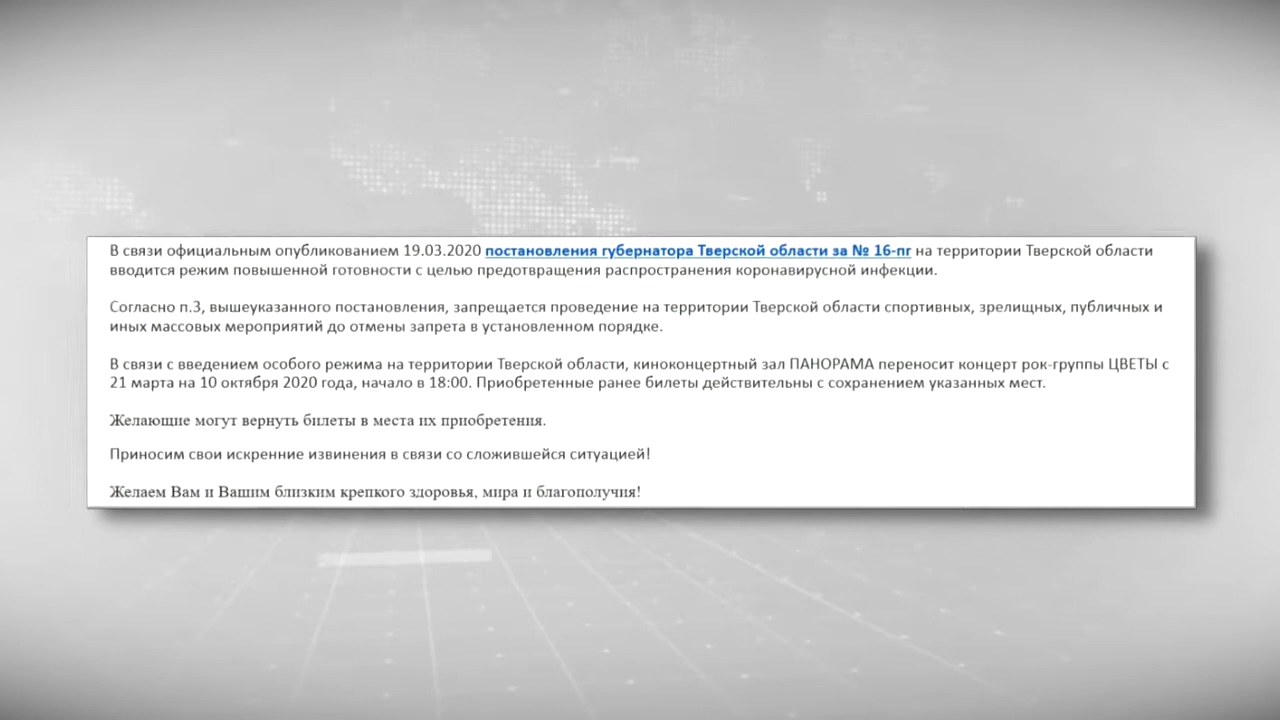 В связи официальным опубликованием 19.03.2020 постановления губернатора Тверской области за № 16-пг на территории Тверской области
вводится режим повышенной готовности с целью предотвращения распространения коронавирусной инфекции.
Согласно п.3, вышеуказанного постановления, запрещается проведение на территории Тверской области спортивных, зрелищных, публичных и
иных массовых мероприятий до отмены запрета в установленном порядке.
В связи с введением особого режима на территории Тверской области, киноконцертный зал ПАНОРАМА переносит концерт рок-группы ЦВЕТЫ с
21 марта на 10 октября 2020 года, начало в 18:00. Приобретенные ранее билеты действительны с сохранением указанных мест.
Желающие могут вернуть билеты в места их приобретения.
Приносим свои искренние извинения в связи со сложившейся ситуацией!
Желаем Вам и Вашим близким крепкого здоровья, мира и благополучия!